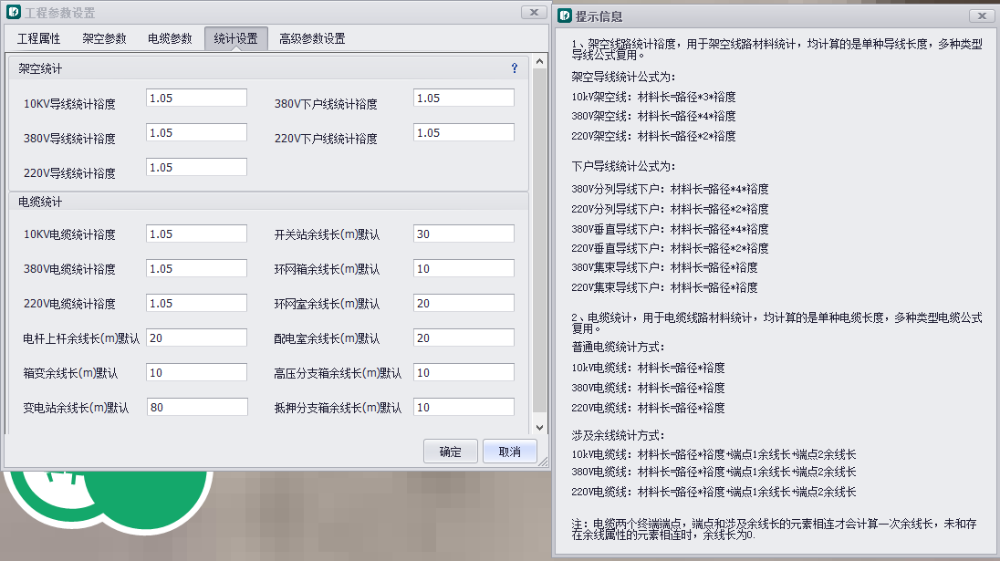 工程参数设置
工程属性 架空参数 电缆参数 统计设置 高级参数设置
架空统计 ?
10KV导线统计裕度 1.05 380V下户线统计裕度 1.05
380V导线统计裕度 1.05 220V下户线统计裕度 1.05
220V导线统计裕度 1.05
电缆统计
10KV电缆统计裕度 1.05 开关站余线长(m)默认 30
380V电缆统计裕度 1.05 环网箱余线长(m)默认 10
220V电缆统计裕度 1.05 环网室余线长(m)默认 20
电杆上杆余线长(m)默认 20 配电室余线长(m)默认 20
箱变余线长(m)默认 10 高压分支箱余线长(m)默认 10
变电站余线长(m)默认 80 抵押分支箱余线长(m)默认 10
确定 取消
提示信息
1、架空线路统计裕度，用于架空线路材料统计，均计算的是单种导线长度，多种类型
导线公式复用。
架空导线统计公式为:
10kV架空线: 材料长=路径*3*裕度
380V架空线: 材料长=路径*4*裕度
220V架空线: 材料长=路径*2*裕度
下户导线统计公式为:
380V分列导线下户: 材料长=路径*4*裕度
220V分列导线下户: 材料长=路径*2*裕度
380V垂直导线下户: 材料长=路径*4*裕度
220V垂直导线下户: 材料长=路径*2*裕度
380V集束导线下户: 材料长=路径*裕度
220V集束导线下户: 材料长=路径*裕度
2、电缆统计，用于电缆线路材料统计，均计算的是单种电缆长度，多种类型电缆公式
复用。
普通电缆统计方式:
10kV电缆线: 材料长=路径*裕度
380V电缆线: 材料长=路径*裕度
220V电缆线: 材料长=路径*裕度
涉及余线统计方式:
10kV电缆线: 材料长=路径*裕度+端点1余线长+端点2余线长
380V电缆线: 材料长=路径*裕度+端点1余线长+端点2余线长
220V电缆线: 材料长=路径*裕度+端点1余线长+端点2余线长
注: 电缆两个终端端点，端点和涉及余线长的元素相连才会计算一次余线长，未和存
在余线属性的元素相连时，余线长为0.